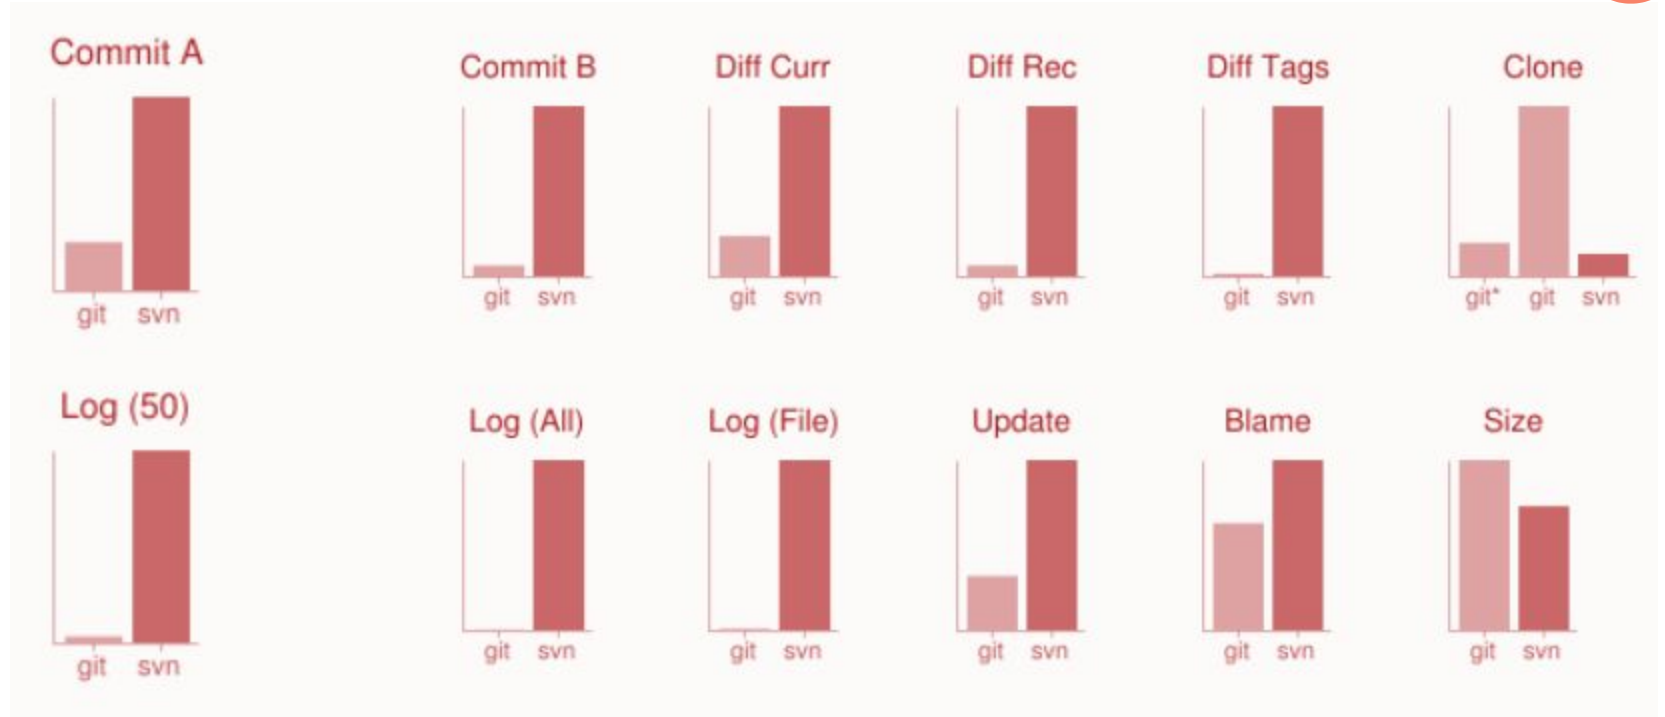 Commit A
Commit B
Diff Curr
Diff Rec
Diff Tags
Clone
git svn
git svn
git svn
git svn
git svn
git* git svn
Log (50)
Log (All)
Log (File)
Update
Blame
Size
git svn
git svn
git svn
git svn
git svn
git svn